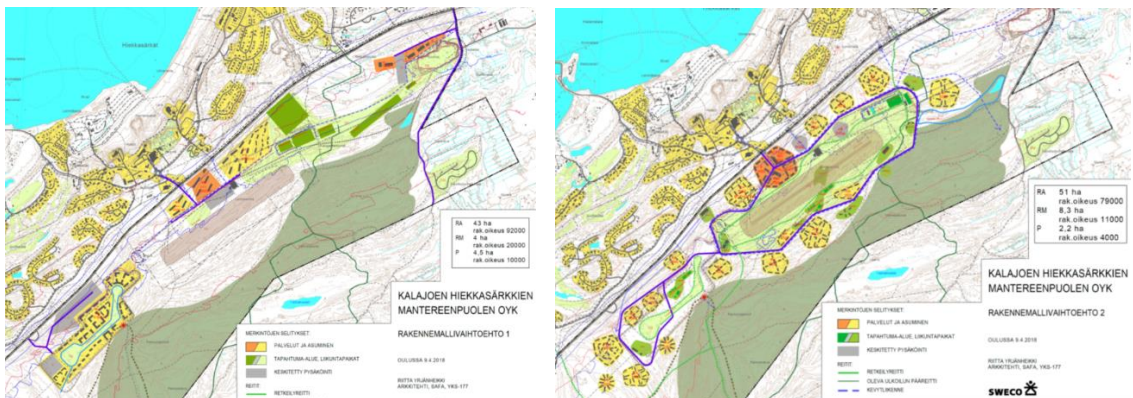 Hiekkasärkät
RA 43 ha
rak.oikeus 92000
RM 4 ha
rak.oikeus 20000
P 4,5 ha
rak.oikeus 10000
KALAJOEN HIEKKASÄRKKIEN
MANTEREENPUOLEN OYK
RAKENNEMALLIVAIHTOEHTO 1
MERKINTÖJEN SELITYKSET:
PALVELUT JA ASUMINEN
TAPAHTUMA-ALUE, LIIKUNTAPAIKAT
KESKITETTY PYSÄKÖINTI
REITIT:
RETKEILYREITTI
OULUSSA 9.4.2018
RIITTA YRJÄNHEIKKI
ARKKITEHTI, SAFA, YKS-177
RA 51 ha
rak.oikeus 79000
RM 8,3 ha
rak.oikeus 11000
P 2,2 ha
rak.oikeus 4000
KALAJOEN HIEKKASÄRKKIEN
MANTEREENPUOLEN OYK
RAKENNEMALLIVAIHTOEHTO 2
MERKINTÖJEN SELITYKSET:
PALVELUT JA ASUMINEN
TAPAHTUMA-ALUE, LIIKUNTAPAIKAT
KESKITETTY PYSÄKÖINTI
REITIT:
RETKEILYREITTI
OLEVA ULKOILUN PÄÄREITTI
KEVYTLIIKENNE
OULUSSA 9.4.2018
RIITTA YRJÄNHEIKKI
ARKKITEHTI, SAFA, YKS-177
SWECO